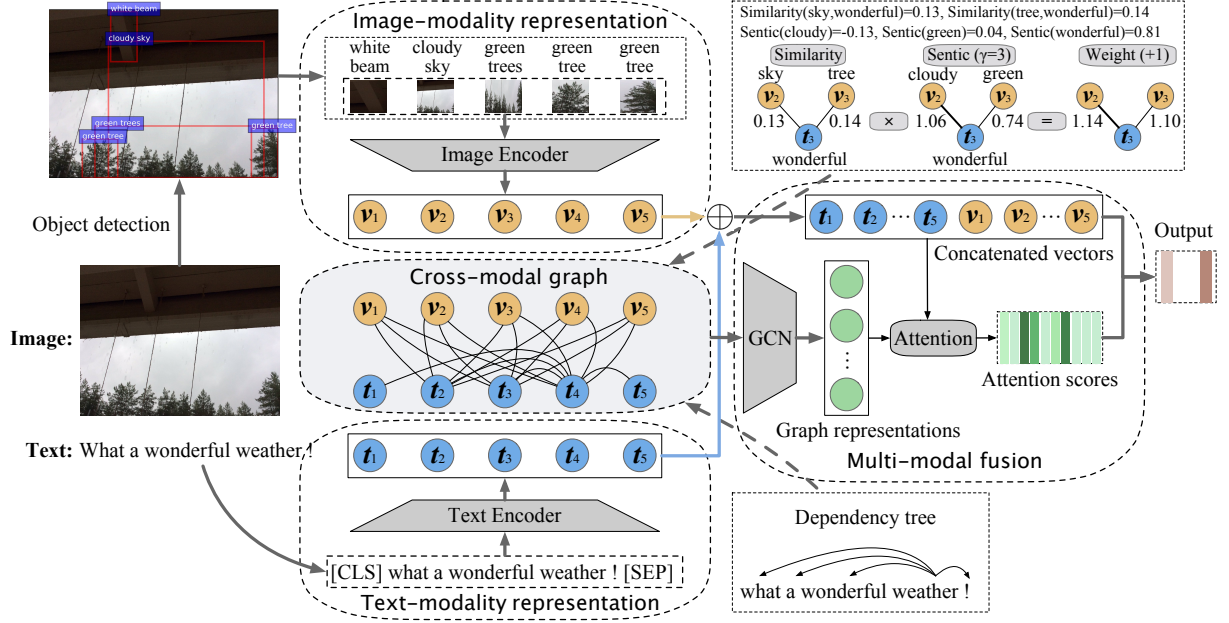 white beam
cloudy sky
green trees
green tree
green tree
Object detection
Image:
Text: What a wonderful weather !
Image-modality representation
white beam
cloudy sky
green trees
green tree
green tree
Image Encoder
v1 v2 v3 v4 v5
Cross-modal graph
v1 v2 v3 v4 v5
t1 t2 t3 t4 t5
t1 t2 t3 t4 t5
Text Encoder
[CLS] what a wonderful weather ! [SEP]
Text-modality representation
Similarity(sky,wonderful)=0.13, Similarity(tree,wonderful)=0.14
Sentic(cloudy)=-0.13, Sentic(green)=0.04, Sentic(wonderful)=0.81
Similarity Sentic (γ=3) Weight (+1)
sky tree cloudy green
v2 v3 v2 v3 v2 v3
0.13 0.14 × 1.06 0.74 = 1.14 1.10
t3 t3 t3
wonderful wonderful
t1 t2 ··· t5 v1 v2 ··· v5
Concatenated vectors
Output
GCN
Attention
Attention scores
Graph representations
Multi-modal fusion
Dependency tree
what a wonderful weather !